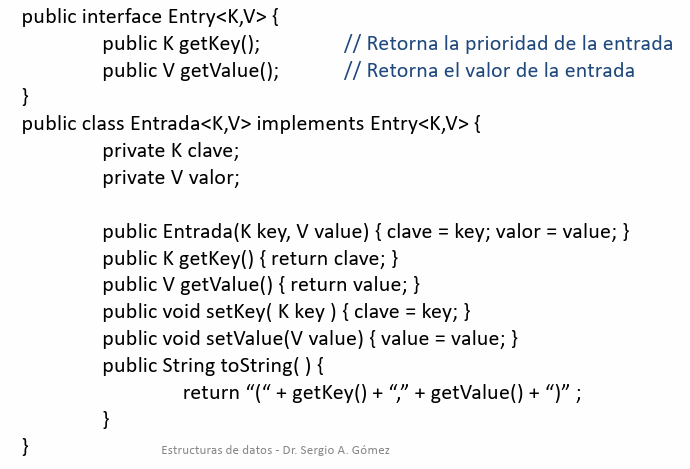 public interface Entry<K,V> {
public K getKey(); // Retorna la prioridad de la entrada
public V getValue(); // Retorna el valor de la entrada
}
public class Entrada<K,V> implements Entry<K,V> {
private K clave;
private V valor;
public Entrada(K key, V value) { clave = key; valor = value; }
public K getKey() { return clave; }
public V getValue() { return value; }
public void setKey( K key ) { clave = key; }
public void setValue(V value) { value = value; }
public String toString( ) {
return “(“ + getKey() + “,” + getValue() + “)” ;
}
}
Estructuras de datos - Dr. Sergio A. Gómez